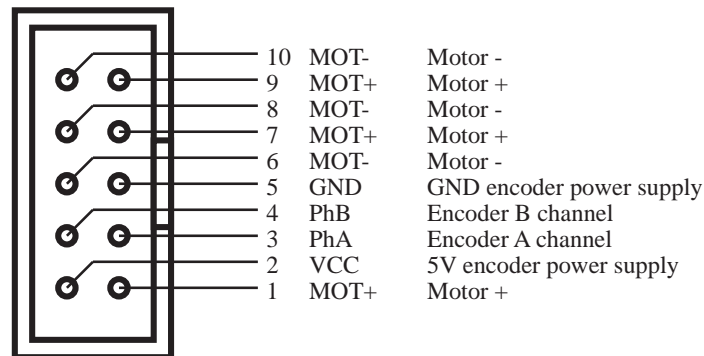 10 MOT- Motor -
9 MOT+ Motor +
8 MOT- Motor -
7 MOT+ Motor +
6 MOT- Motor -
5 GND GND encoder power supply
4 PhB Encoder B channel
3 PhA Encoder A channel
2 VCC 5V encoder power supply
1 MOT+ Motor +